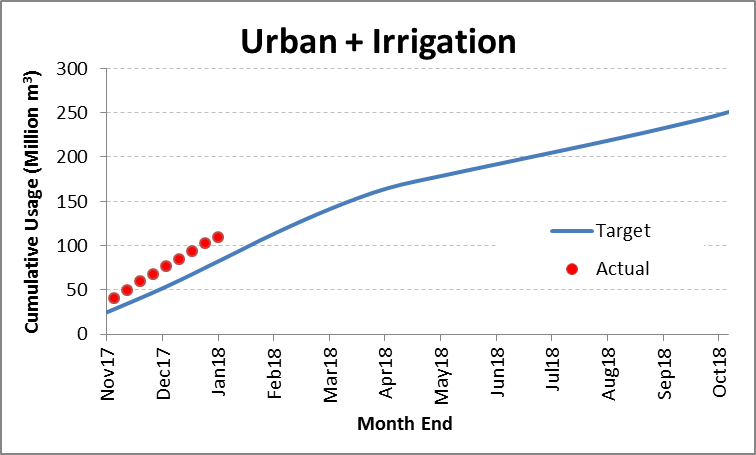 Urban + Irrigation
Cumulative Usage (Million m³)
300
250
200
150
100
50
0
Target
Actual
Nov17
Dec17
Jan18
Feb18
Mar18
Apr18
May18
Jun18
Jul18
Aug18
Sep18
Oct18
Month End